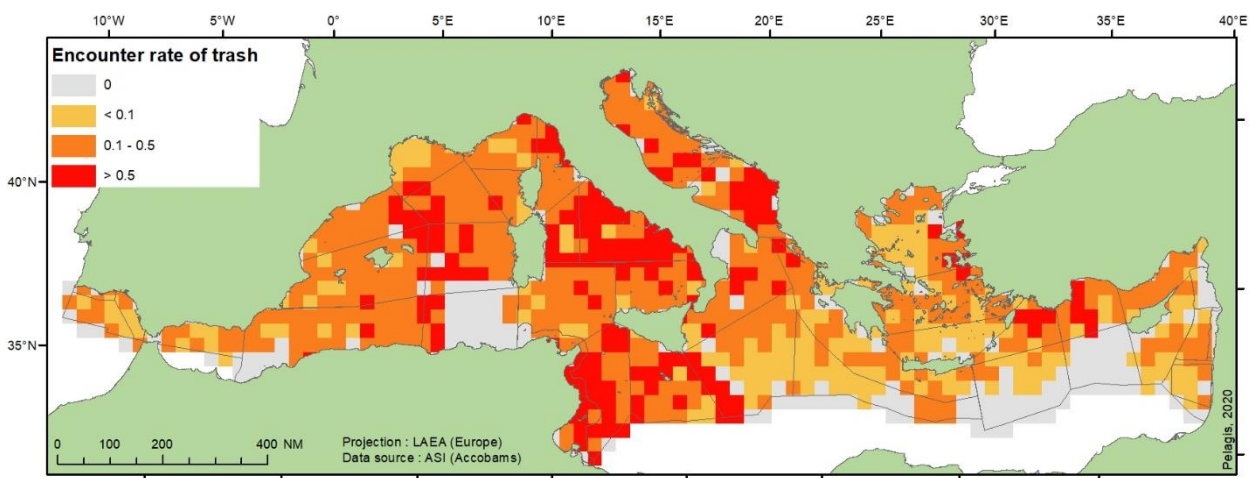 10°W 5°W 0° 5°E 10°E 15°E 20°E 25°E 30°E 35°E 40°E
Encounter rate of trash
0
< 0.1
0.1 - 0.5
> 0.5
40°N
35°N
0 100 200 400 NM
Projection : LAEA (Europe)
Data source : ASI (Accobams)
Pelagis, 2020